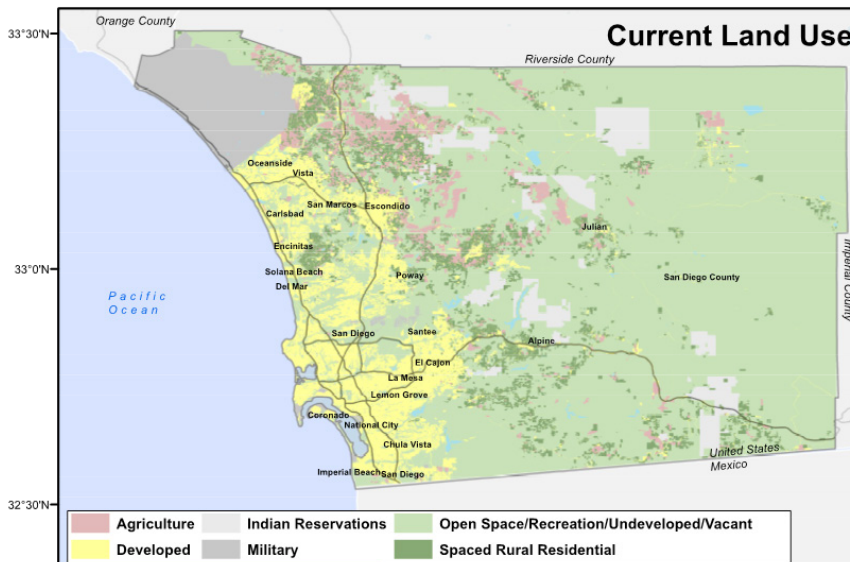 Orange County
33°30'N
Current Land Use
Riverside County
Oceanside
Vista
San Marcos
Escondido
Carlsbad
Julian
Encinitas
Imperial County
33°0'N
Solana Beach
Poway
San Diego County
Del Mar
Pacific
Ocean
San Diego
Santee
Alpine
El Cajon
La Mesa
Lemon Grove
Coronado
National City
Chula Vista
United States
Mexico
Imperial Beach
San Diego
32°30'N
Agriculture
Indian Reservations
Open Space/Recreation/Undeveloped/Vacant
Developed
Military
Spaced Rural Residential